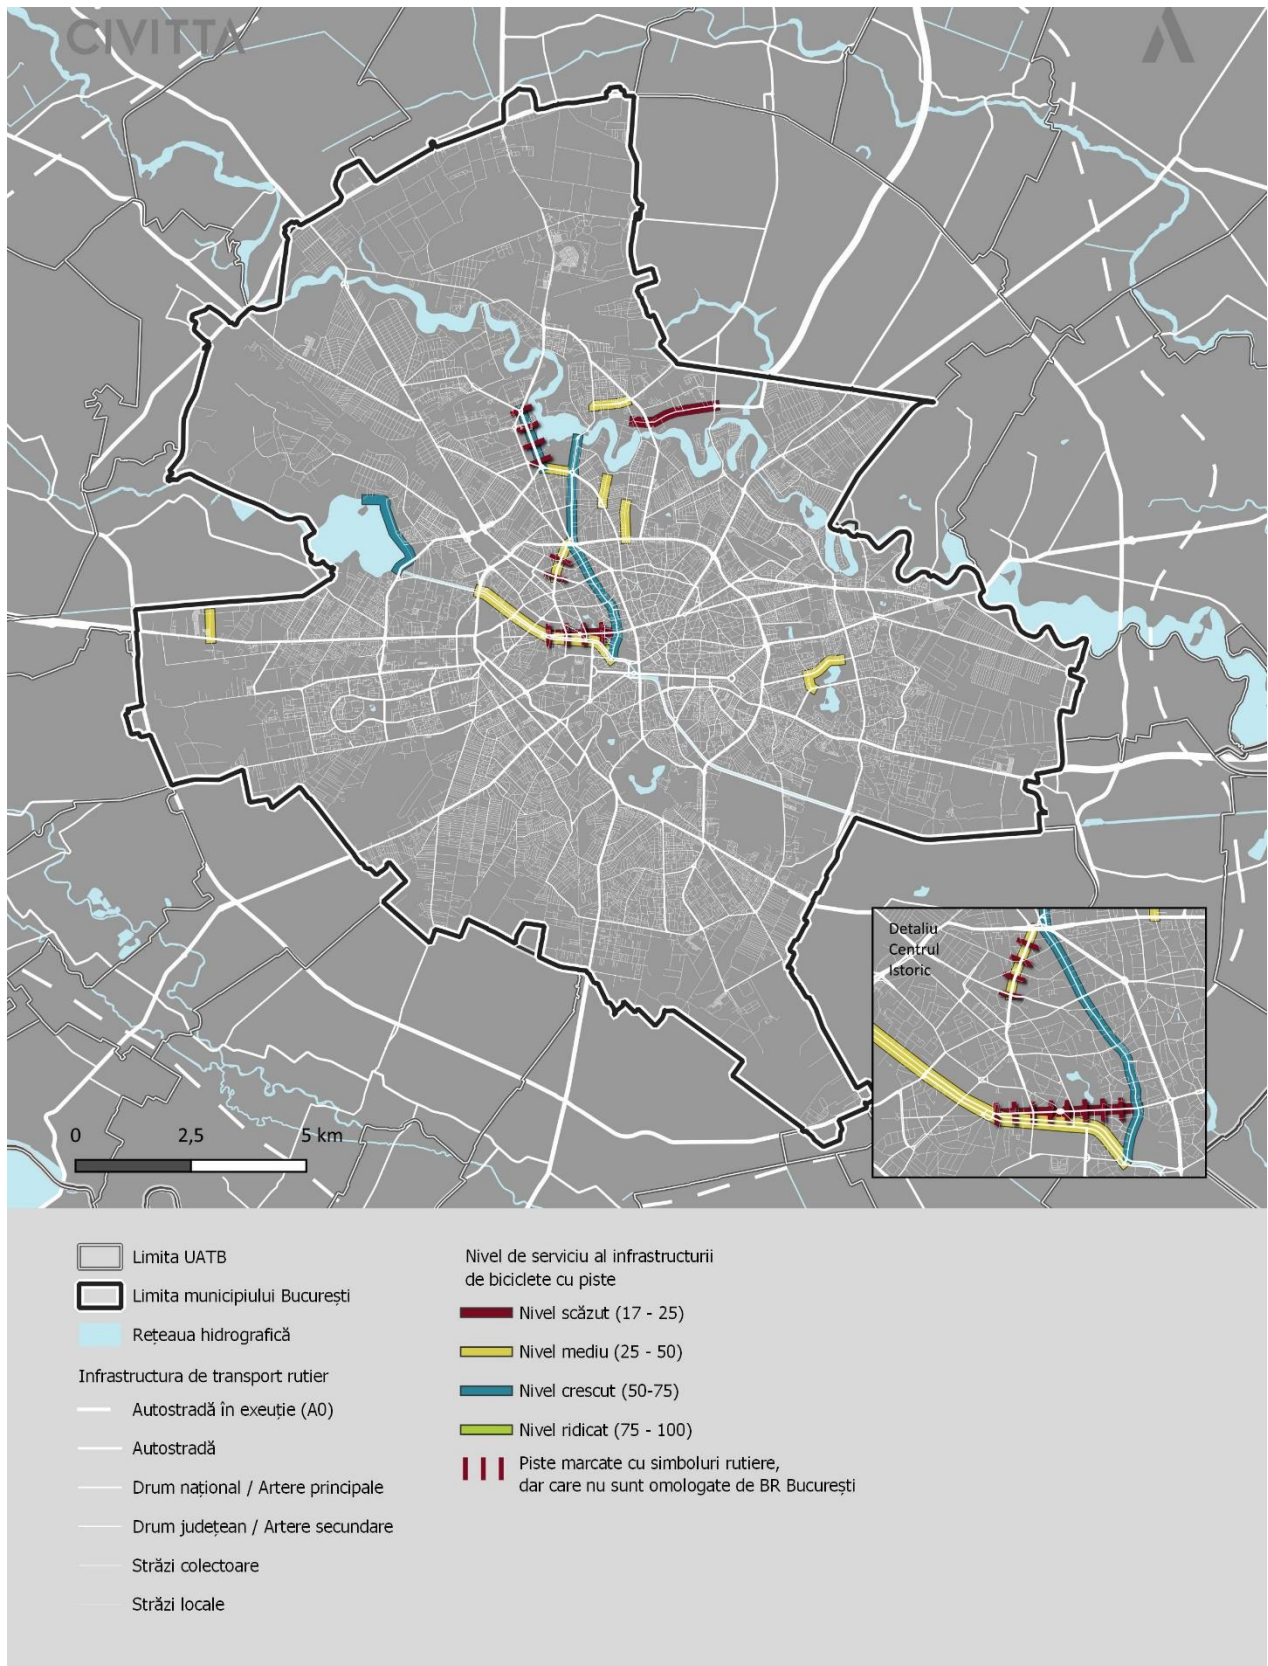 CIVITTA
Detaliu
Centrul
Istoric
0 2,5 5 km
Limita UATB
Limita municipiului București
Rețeaua hidrografică
Infrastructura de transport rutier
Autostradă în exeuție (A0)
Autostradă
Drum național / Artere principale
Drum județean / Artere secundare
Străzi colectoare
Străzi locale
Nivel de serviciu al infrastructurii
de biciclete cu piste
Nivel scăzut (17 - 25)
Nivel mediu (25 - 50)
Nivel crescut (50-75)
Nivel ridicat (75 - 100)
Piste marcate cu simboluri rutiere,
dar care nu sunt omologate de BR București